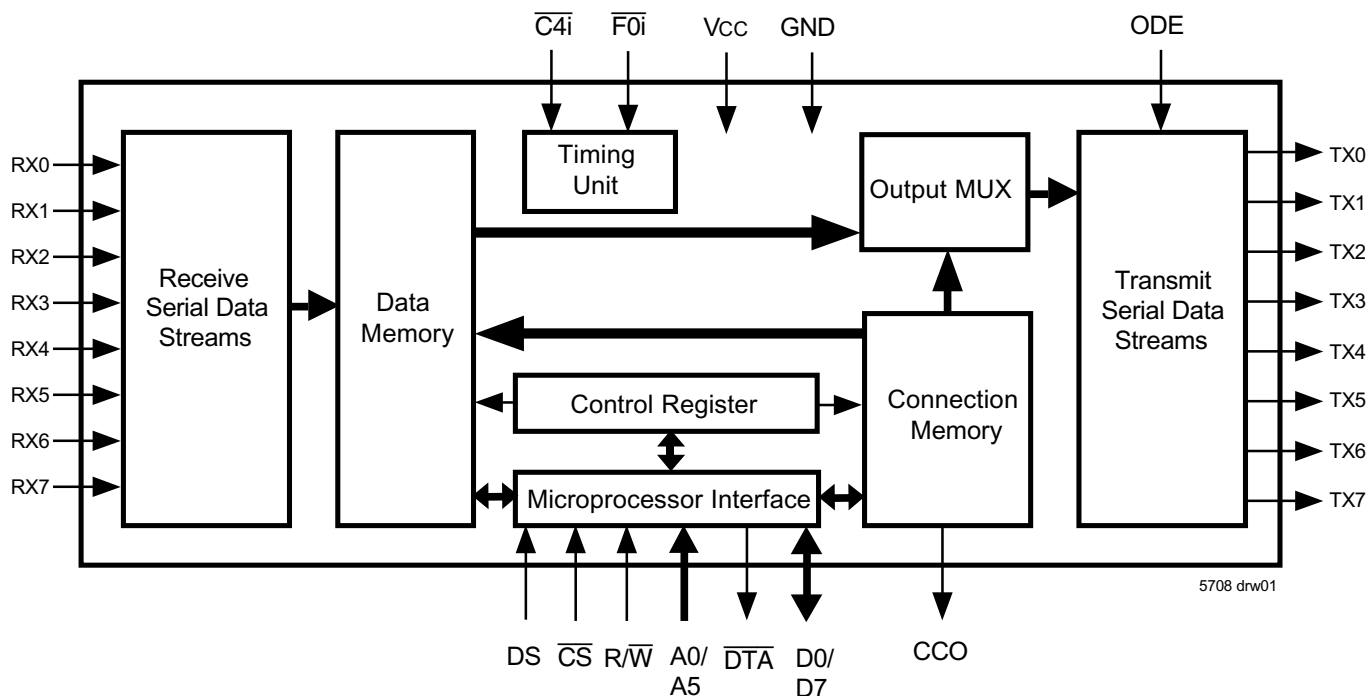 C4i F0i VCC GND ODE
RX0
RX1
RX2
RX3
RX4
RX5
RX6
RX7
Receive
Serial Data
Streams
Data
Memory
Timing
Unit
Output MUX
Control Register
Microprocessor Interface
Connection
Memory
Transmit
Serial Data
Streams
TX0
TX1
TX2
TX3
TX4
TX5
TX6
TX7
5708 drw01
DS CS R/W A0/
A5 DTA D0/
D7 CCO